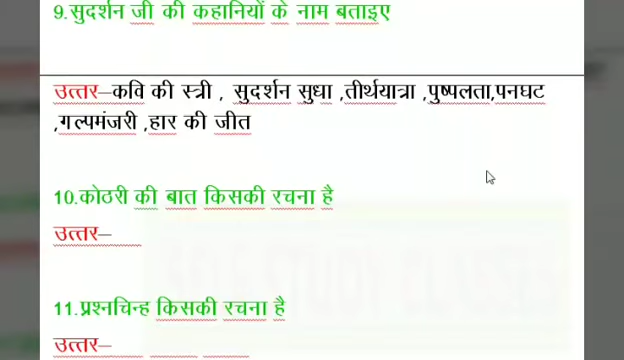 9.सुदर्शन जी की कहानियों के नाम बताइए
उत्तर–कवि की स्त्री , सुदर्शन सुधा ,तीर्थयात्रा ,पुष्पलता,पनघट
,गल्पमंजरी ,हार की जीत
10.कोठरी की बात किसकी रचना है
उत्तर–
11.प्रश्नचिन्ह किसकी रचना है
उत्तर–